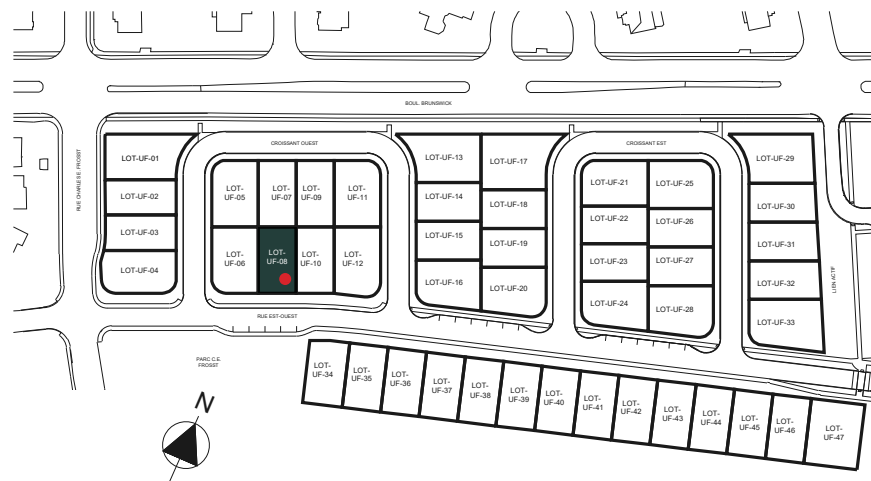 BOUL. BRUNSWICK
CROISSANT OUEST
CROISSANT EST
RUE CHARLES E. FROSST
LOT-UF-01
LOT-UF-02
LOT-UF-03
LOT-UF-04
LOT-
UF-05
LOT-
UF-07
LOT-
UF-09
LOT-
UF-11
LOT-
UF-06
LOT-
UF-08
LOT-
UF-10
LOT-
UF-12
LOT-UF-13
LOT-UF-14
LOT-UF-15
LOT-UF-16
LOT-UF-17
LOT-UF-18
LOT-UF-19
LOT-UF-20
LOT-UF-21
LOT-UF-22
LOT-UF-23
LOT-UF-24
LOT-UF-25
LOT-UF-26
LOT-UF-27
LOT-UF-28
LOT-UF-29
LOT-UF-30
LOT-UF-31
LOT-UF-32
LOT-UF-33
LIEN ACTIF
RUE EST-OUEST
PARC C.E.
FROSST
LOT-
UF-34
LOT-
UF-35
LOT-
UF-36
LOT-
UF-37
LOT-
UF-38
LOT-
UF-39
LOT-
UF-40
LOT-
UF-41
LOT-
UF-42
LOT-
UF-43
LOT-
UF-44
LOT-
UF-45
LOT-
UF-46
LOT-
UF-47
N